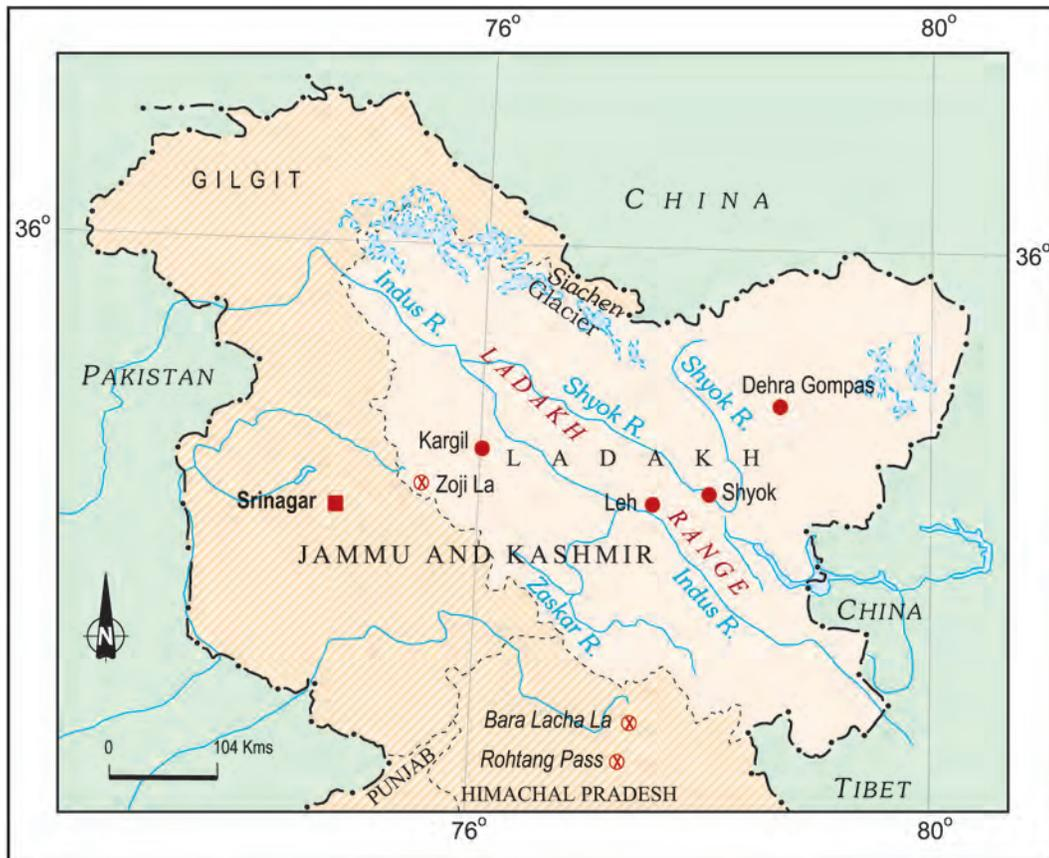 76°
80°
GILGIT
CHINA
36°
36°
Siachen
Glacier
Indus R.
PAKISTAN
LADAKH
Shyok R.
Shyok R.
Dehra Gompas
Kargil
LADAKH
Zoji La
Srinagar
Leh
Shyok
RANGE
JAMMU AND KASHMIR
Zaskar R.
Indus R.
CHINA
N
Bara Lacha La
0
104 Kms
Rohtang Pass
PUNJAB
HIMACHAL PRADESH
TIBET
76°
80°